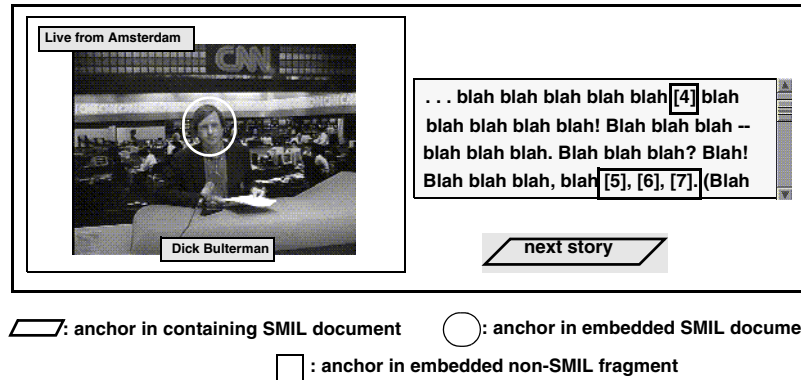 Live from Amsterdam
CNN
Dick Bulterman
. . . blah blah blah blah blah [4] blah
blah blah blah blah! Blah blah blah --
blah blah blah. Blah blah blah? Blah!
Blah blah blah, blah [5], [6], [7]. (Blah
next story
: anchor in containing SMIL document
: anchor in embedded SMIL docume
: anchor in embedded non-SMIL fragment